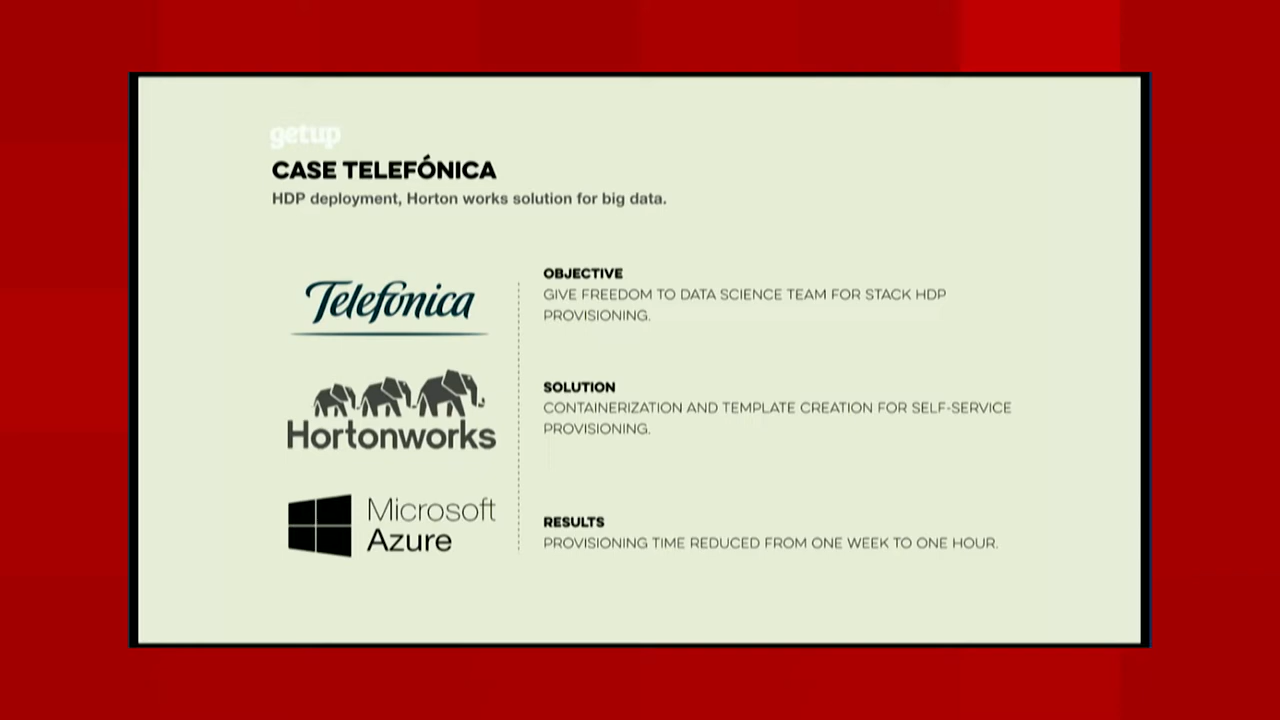 getup
CASE TELEFÓNICA
HDP deployment, Horton works solution for big data.
Telefónica
Hortonworks
Microsoft
Azure
OBJECTIVE
GIVE FREEDOM TO DATA SCIENCE TEAM FOR STACK HDP
PROVISIONING.
SOLUTION
CONTAINERIZATION AND TEMPLATE CREATION FOR SELF-SERVICE
PROVISIONING.
RESULTS
PROVISIONING TIME REDUCED FROM ONE WEEK TO ONE HOUR.